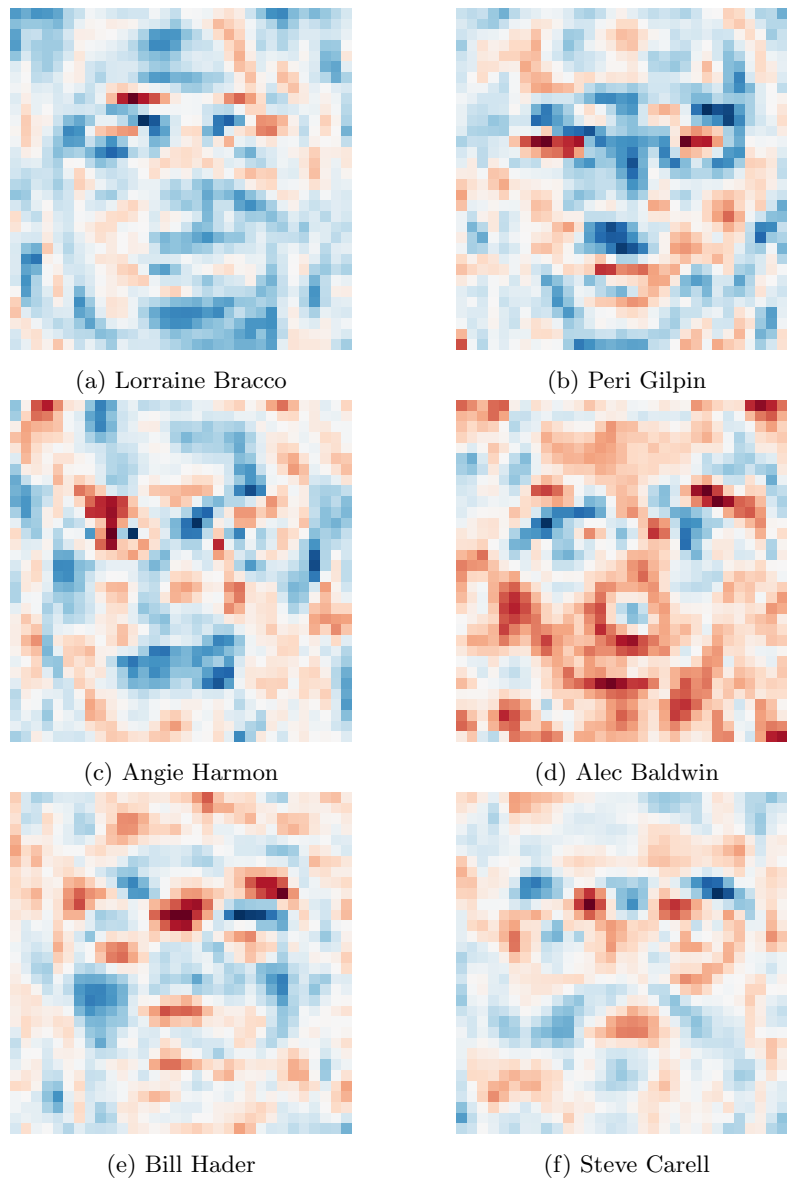 (a) Lorraine Bracco
(b) Peri Gilpin
(c) Angie Harmon
(d) Alec Baldwin
(e) Bill Hader
(f) Steve Carell